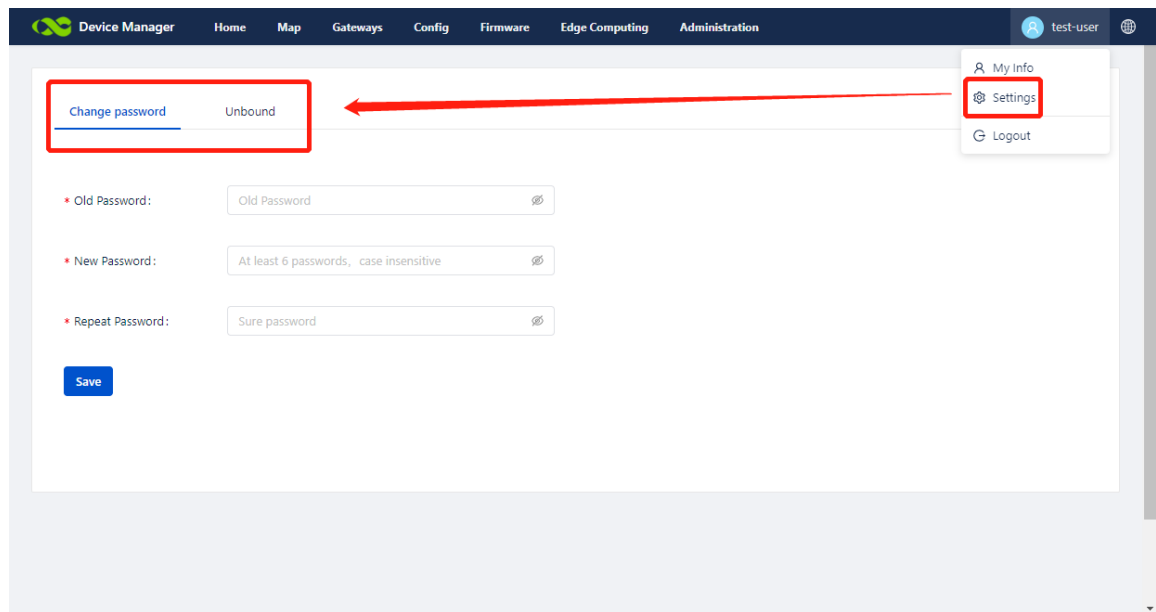 Device Manager Home Map Gateways Config Firmware Edge Computing Administration test-user
My Info
Settings
Logout
Change password Unbound
* Old Password: Old Password
* New Password: At least 6 passwords, case insensitive
* Repeat Password: Sure password
Save